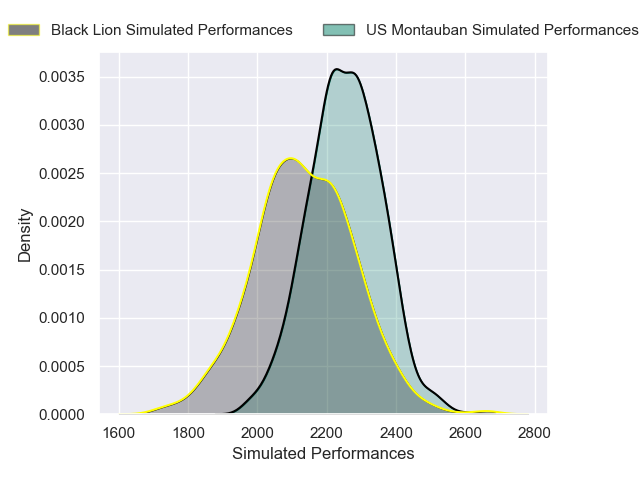 Black Lion Simulated Performances US Montauban Simulated Performances
0.0035
0.0030
0.0025
0.0020
0.0015
0.0010
0.0005
0.0000
Density
1600 1800 2000 2200 2400 2600 2800
Simulated Performances